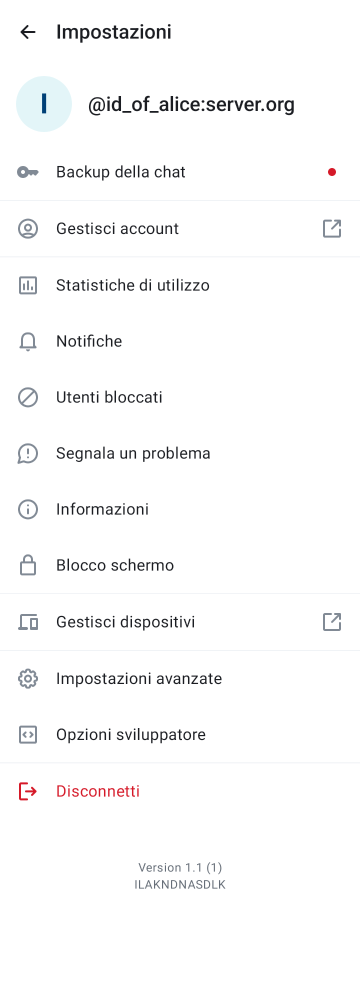 Impostazioni
I
@id_of_alice:server.org
Backup della chat
Gestisci account
Statistiche di utilizzo
Notifiche
Utenti bloccati
Segnala un problema
Informazioni
Blocco schermo
Gestisci dispositivi
Impostazioni avanzate
Opzioni sviluppatore
Disconnetti
Version 1.1 (1)
ILAKNDNASDLK